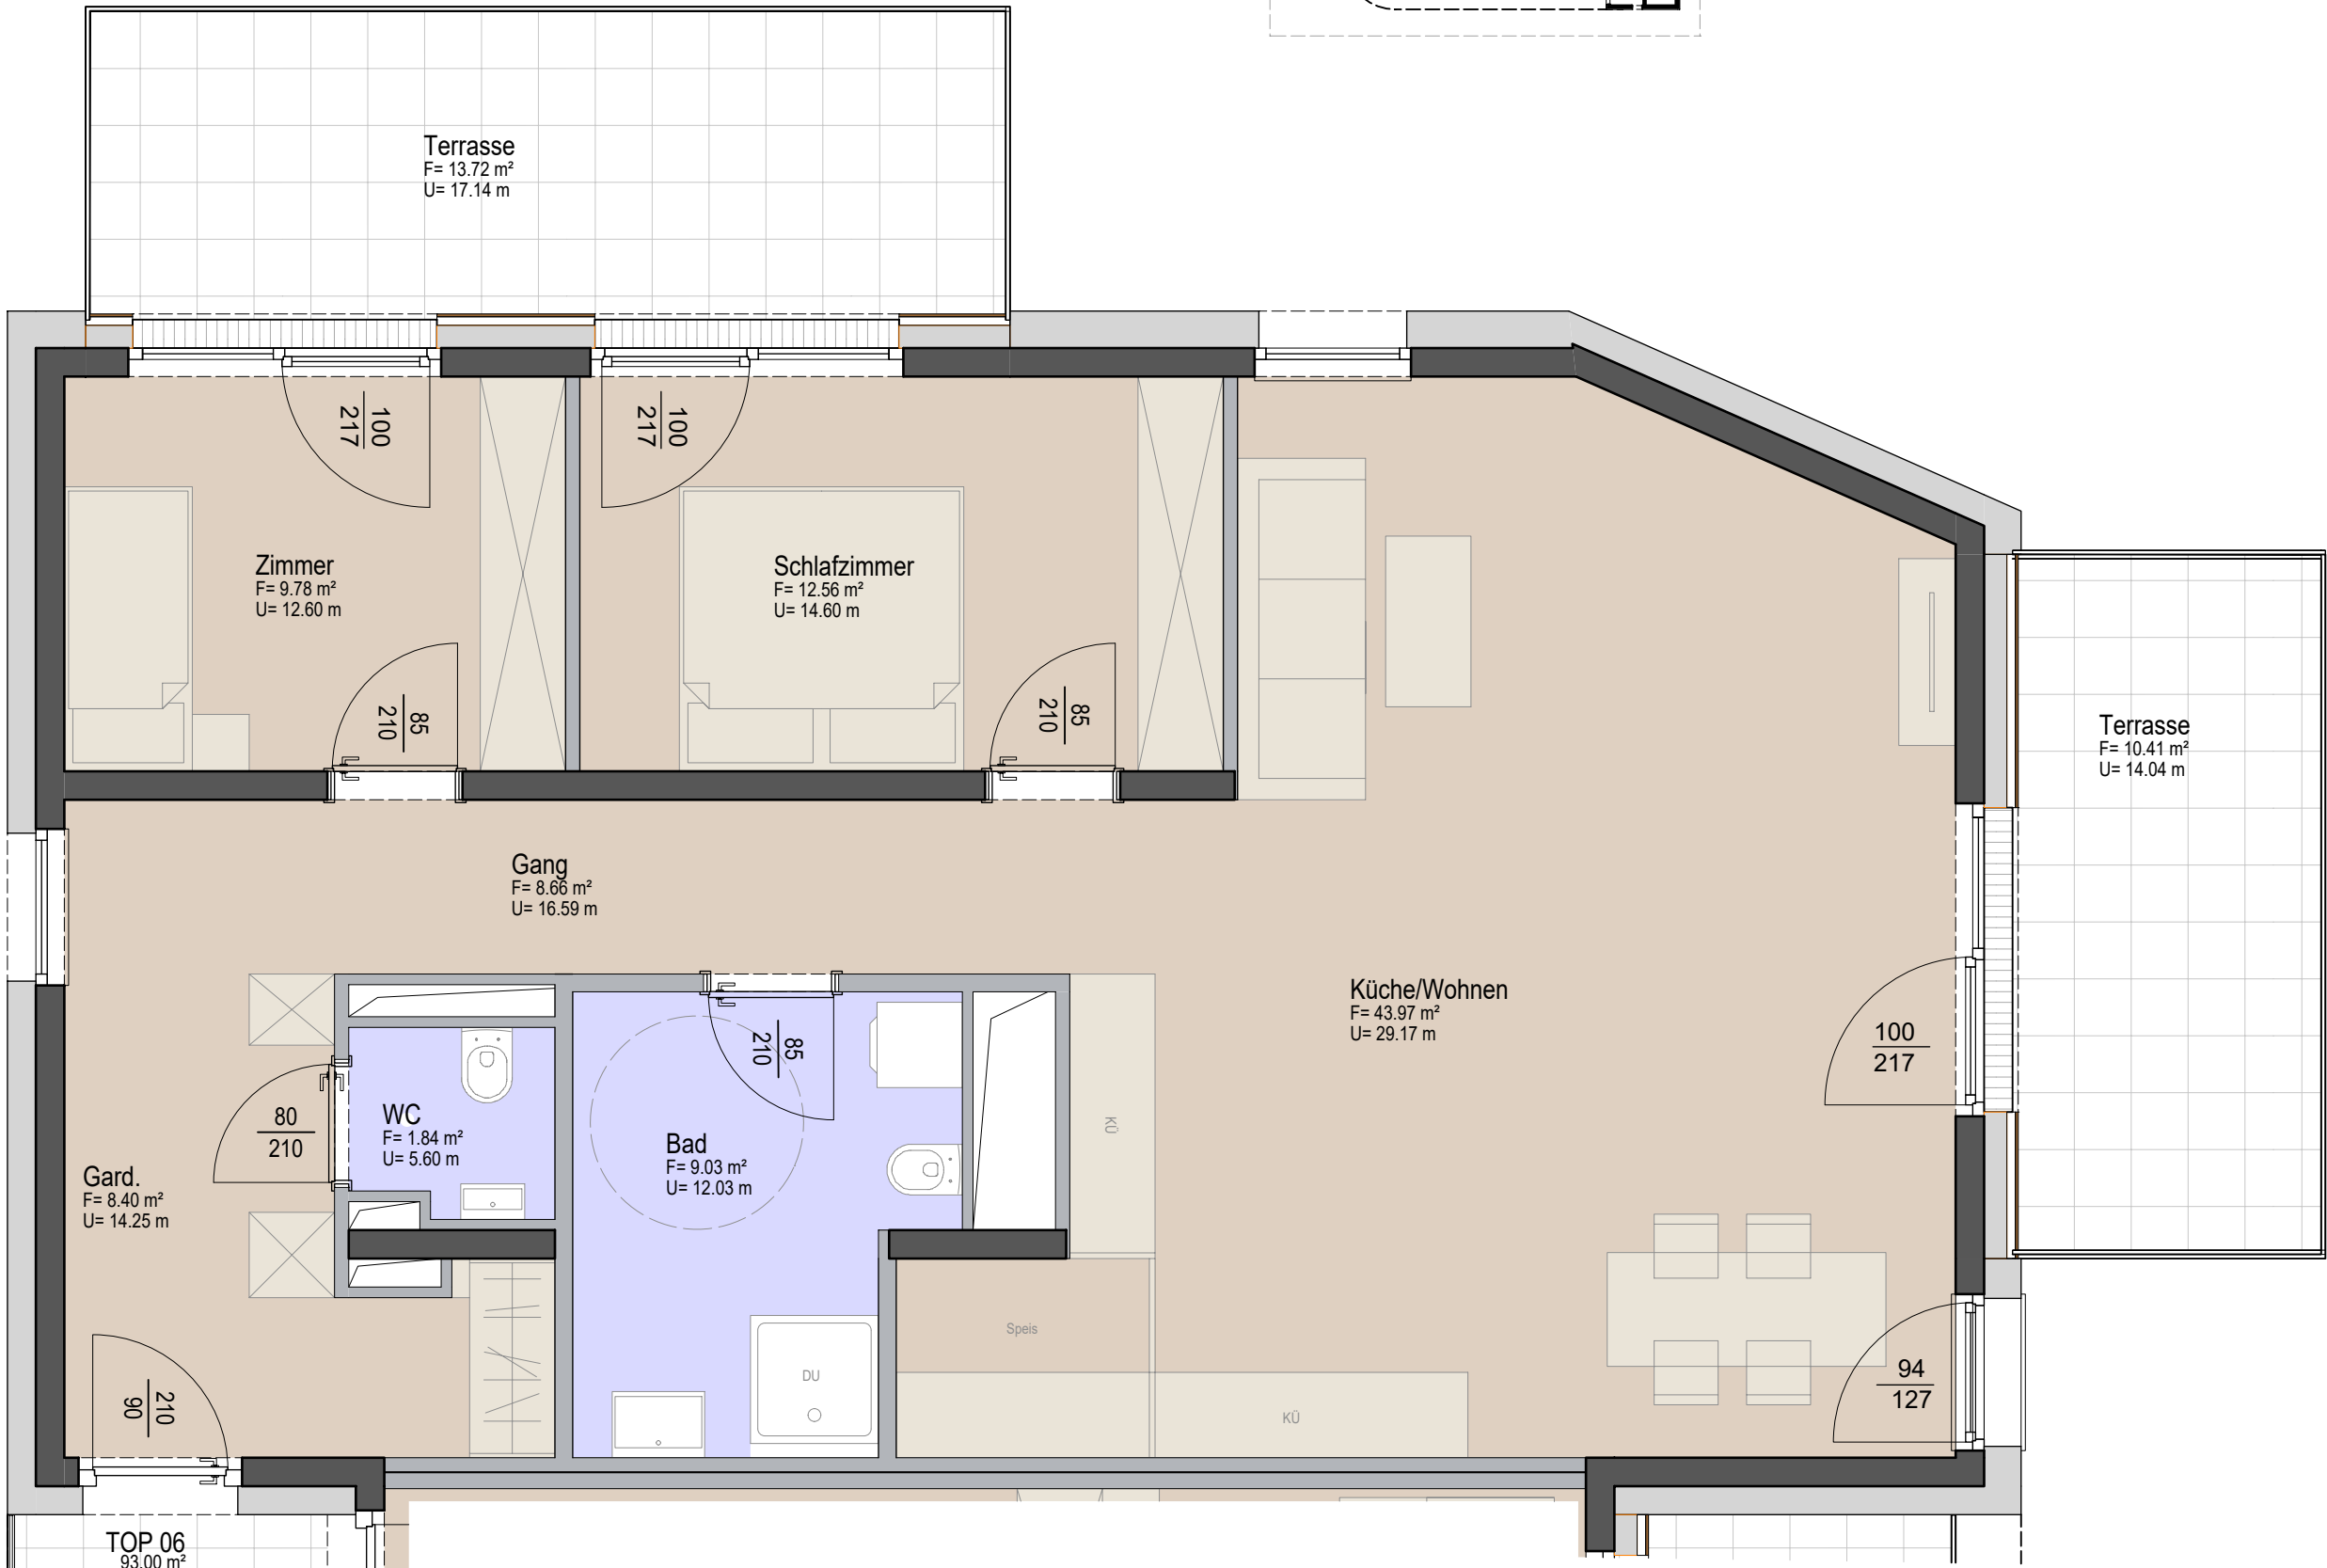 Terrasse
F= 13.72 m²
U= 17.14 m
100
217
100
217
Zimmer
F= 9.78 m²
U= 12.60 m
Schlafzimmer
F= 12.56 m²
U= 14.60 m
85
210
85
210
Terrasse
F= 10.41 m²
U= 14.04 m
Gang
F= 8.66 m²
U= 16.59 m
Küche/Wohnen
F= 43.97 m²
U= 29.17 m
100
217
85
210
KÜ
80
210
WC
F= 1.84 m²
U= 5.60 m
Bad
F= 9.03 m²
U= 12.03 m
Gard.
F= 8.40 m²
U= 14.25 m
Speis
DU
KÜ
94
127
210
90
TOP 06
93.00 m²